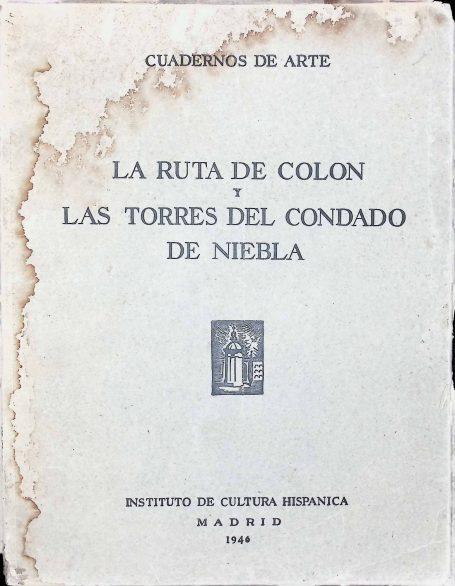 CUADERNOS DE ARTE
LA RUTA DE COLON
Y
LAS TORRES DEL CONDADO
DE NIEBLA
INSTITUTO DE CULTURA HISPANICA
MADRID
1946